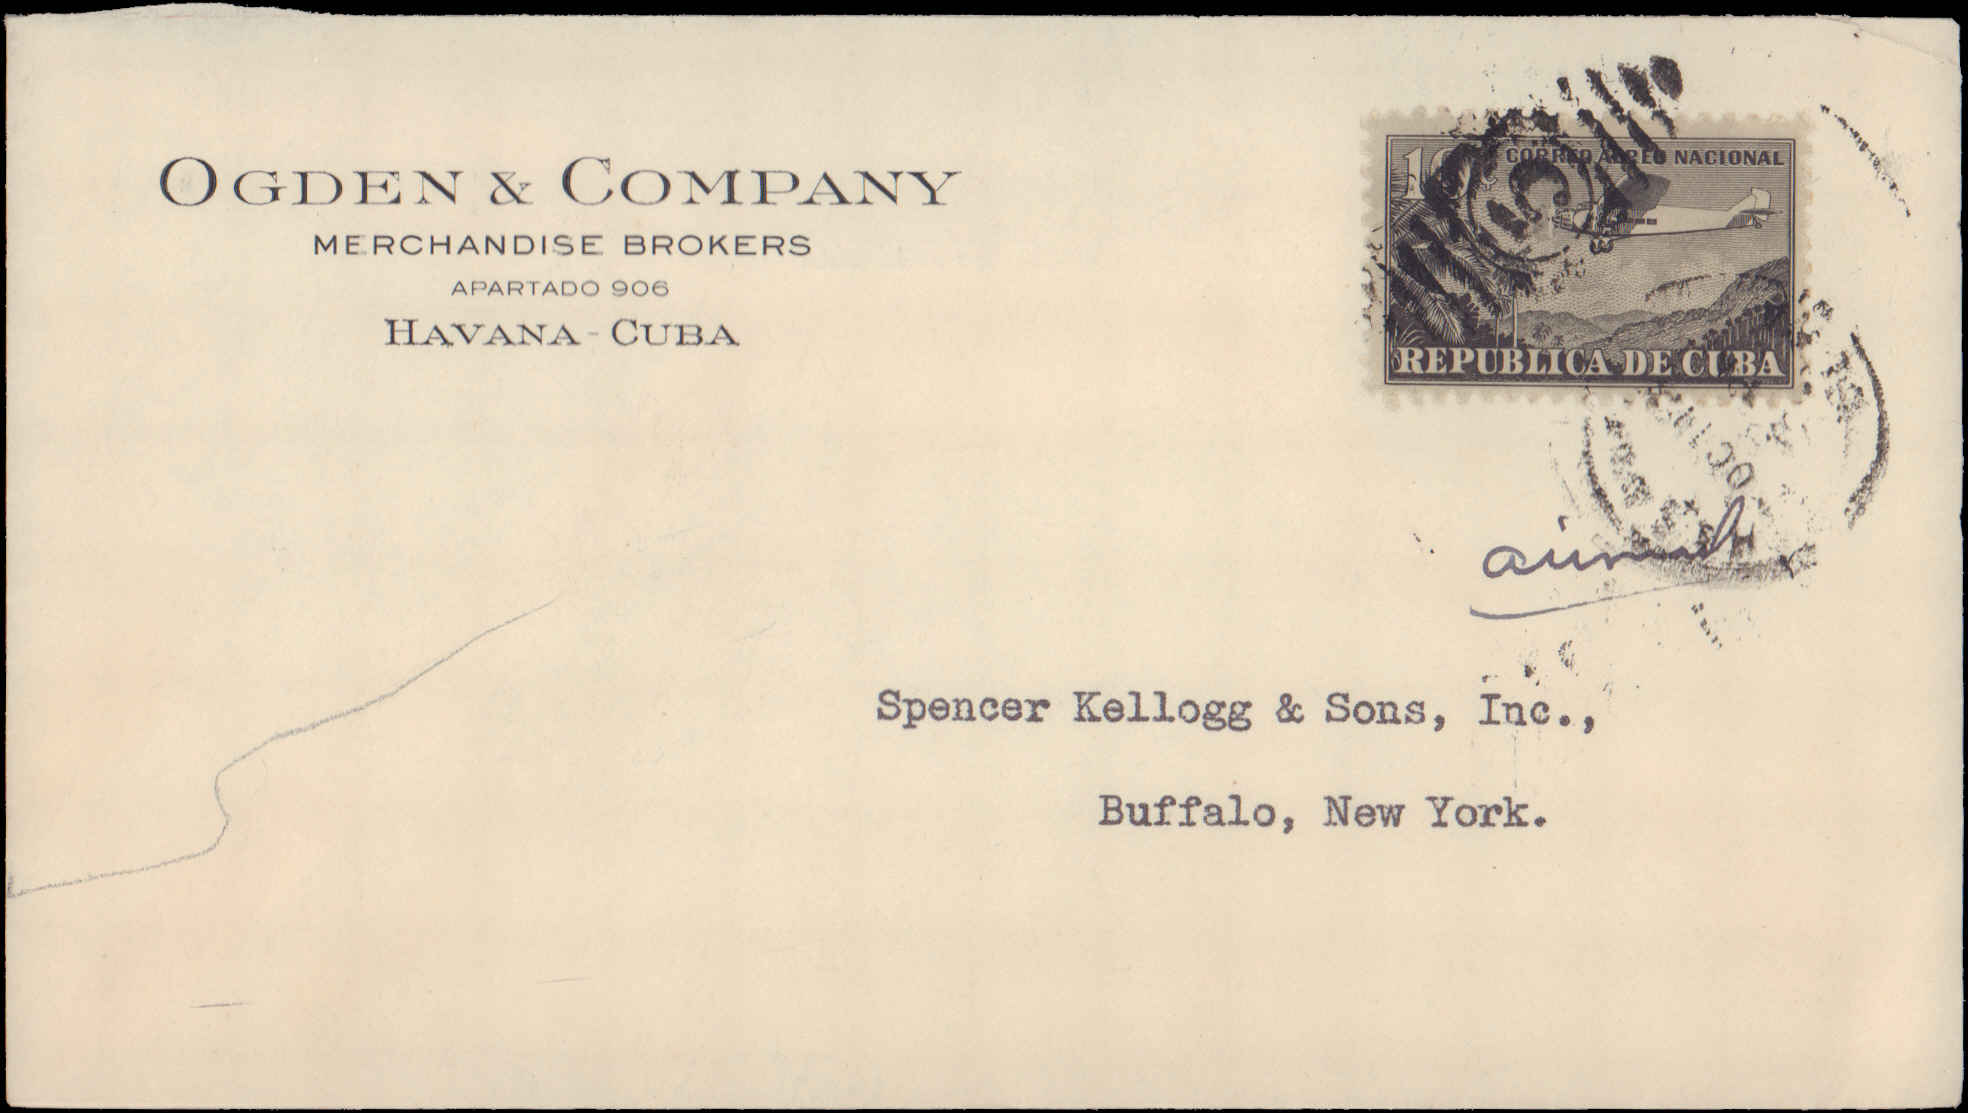 OGDEN & COMPANY
MERCHANDISE BROKERS
APARTADO 906
HAVANA - CUBA
CORREO AEREO NACIONAL
REPUBLICA DE CUBA
airmail
Spencer Kellogg & Sons, Inc.,
Buffalo, New York.